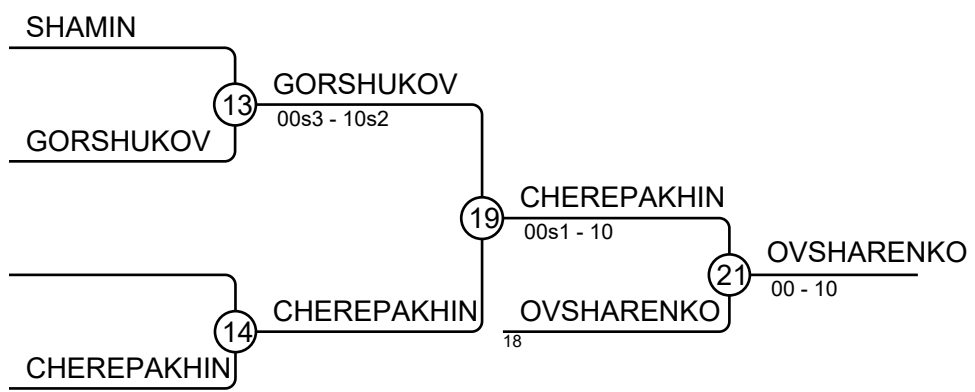 SHAMIN
13
GORSHUKOV
00s3 - 10s2
GORSHUKOV
19
CHEREPAKHIN
00s1 - 10
21
OVSHARENKO
00 - 10
14
CHEREPAKHIN
OVSHARENKO
18
CHEREPAKHIN